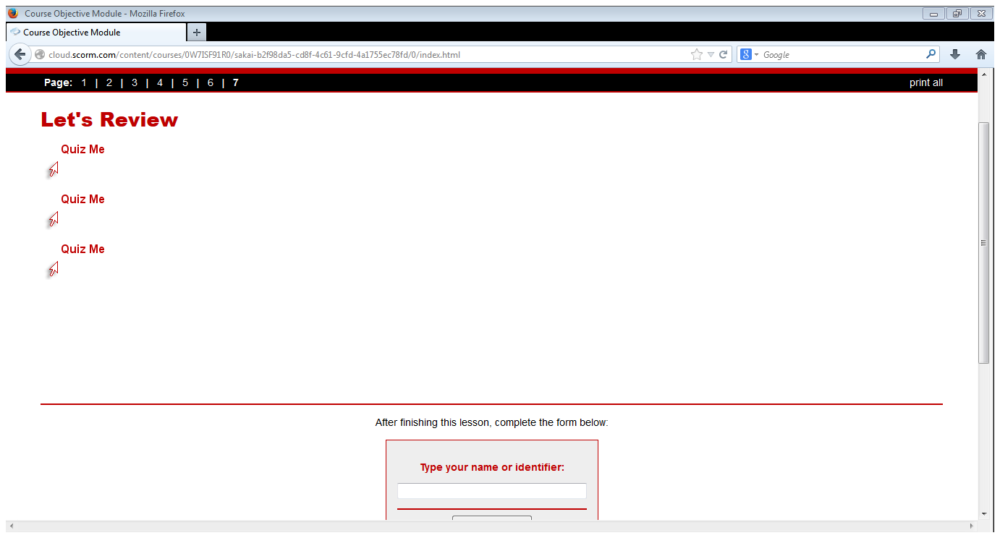 Course Objective Module - Mozilla Firefox
Course Objective Module
cloud.scorm.com/content/courses/0W7ISF91R0/sakai-b2f98da5-cd8f-4c61-9cfd-4a1755ec78fd/0/index.html
8 Google
Page: 1 | 2 | 3 | 4 | 5 | 6 | 7 print all
Let's Review
Quiz Me
Quiz Me
Quiz Me
After finishing this lesson, complete the form below:
Type your name or identifier: